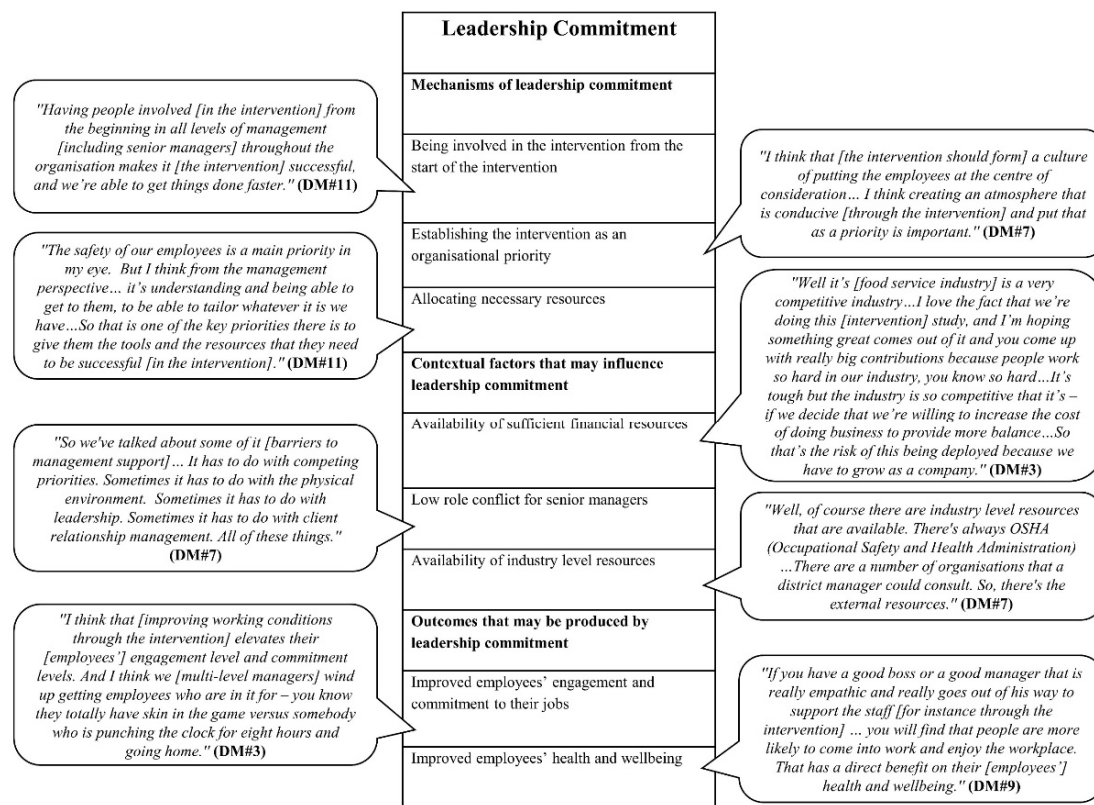 Leadership Commitment
Mechanisms of leadership commitment
"Having people involved [in the intervention] from
the beginning in all levels of management
[including senior managers] throughout the
organisation makes it [the intervention] successful,
and we're able to get things done faster." (DM#11)
Being involved in the intervention from the
start of the intervention
"I think that [the intervention should form] a culture
of putting the employees at the centre of
consideration… I think creating an atmosphere that
is conducive [through the intervention] and put that
as a priority is important." (DM#7)
Establishing the intervention as an
organisational priority
"The safety of our employees is a main priority in
my eye.  But I think from the management
perspective… it's understanding and being able to
get to them, to be able to tailor whatever it is we
have…So that is one of the key priorities there is to
give them the tools and the resources that they need
to be successful [in the intervention]." (DM#11)
Allocating necessary resources
Contextual factors that may influence
leadership commitment
"Well it's [food service industry] is a very
competitive industry…I love the fact that we're
doing this [intervention] study, and I'm hoping
something great comes out of it and you come up
with really big contributions because people work
so hard in our industry, you know so hard…It's
tough but the industry is so competitive that it's –
if we decide that we're willing to increase the cost
of doing business to provide more balance…So
that's the risk of this being deployed because we
have to grow as a company." (DM#3)
Availability of sufficient financial resources
"So we've talked about some of it [barriers to
management support]… It has to do with competing
priorities. Sometimes it has to do with the physical
environment.  Sometimes it has to do with
leadership. Sometimes it has to do with client
relationship management. All of these things."
(DM#7)
Low role conflict for senior managers
"Well, of course there are industry level resources
that are available. There's always OSHA
(Occupational Safety and Health Administration)
…There are a number of organisations that a
district manager could consult. So, there's the
external resources." (DM#7)
Availability of industry level resources
Outcomes that may be produced by
leadership commitment
"I think that [improving working conditions
through the intervention] elevates their
[employees'] engagement level and commitment
levels. And I think we [multi-level managers] wind
up getting employees who are in it for – you know
they totally have skin in the game versus somebody
who is punching the clock for eight hours and
going home." (DM#3)
Improved employees' engagement and
commitment to their jobs
"If you have a good boss or a good manager that is
really empathic and really goes out of his way to
support the staff [for instance through the
intervention] … you will find that people are more
likely to come into work and enjoy the workplace.
That has a direct benefit on their [employees']
health and wellbeing." (DM#9)
Improved employees' health and wellbeing